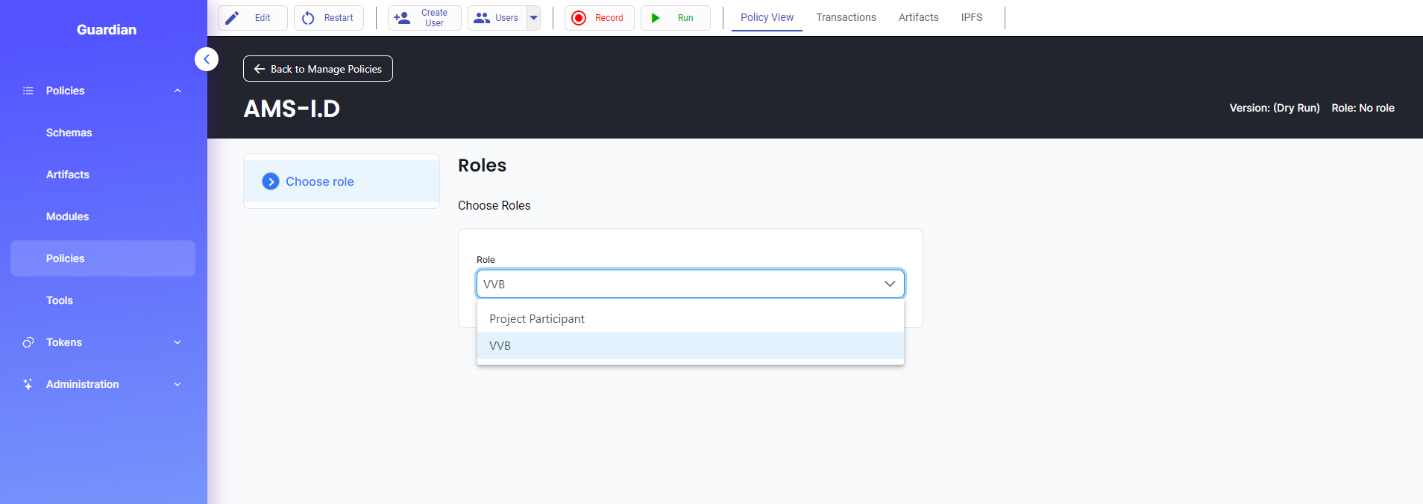 Guardian
Policies
Schemas
Artifacts
Modules
Policies
Tools
Tokens
Administration
Edit
Restart
Create
User
Users
Record
Run
Policy View
Transactions
Artifacts
IPFS
Back to Manage Policies
AMS-I.D
Version: (Dry Run) Role: No role
Choose role
Roles
Choose Roles
Role
VVB
Project Participant
VVB